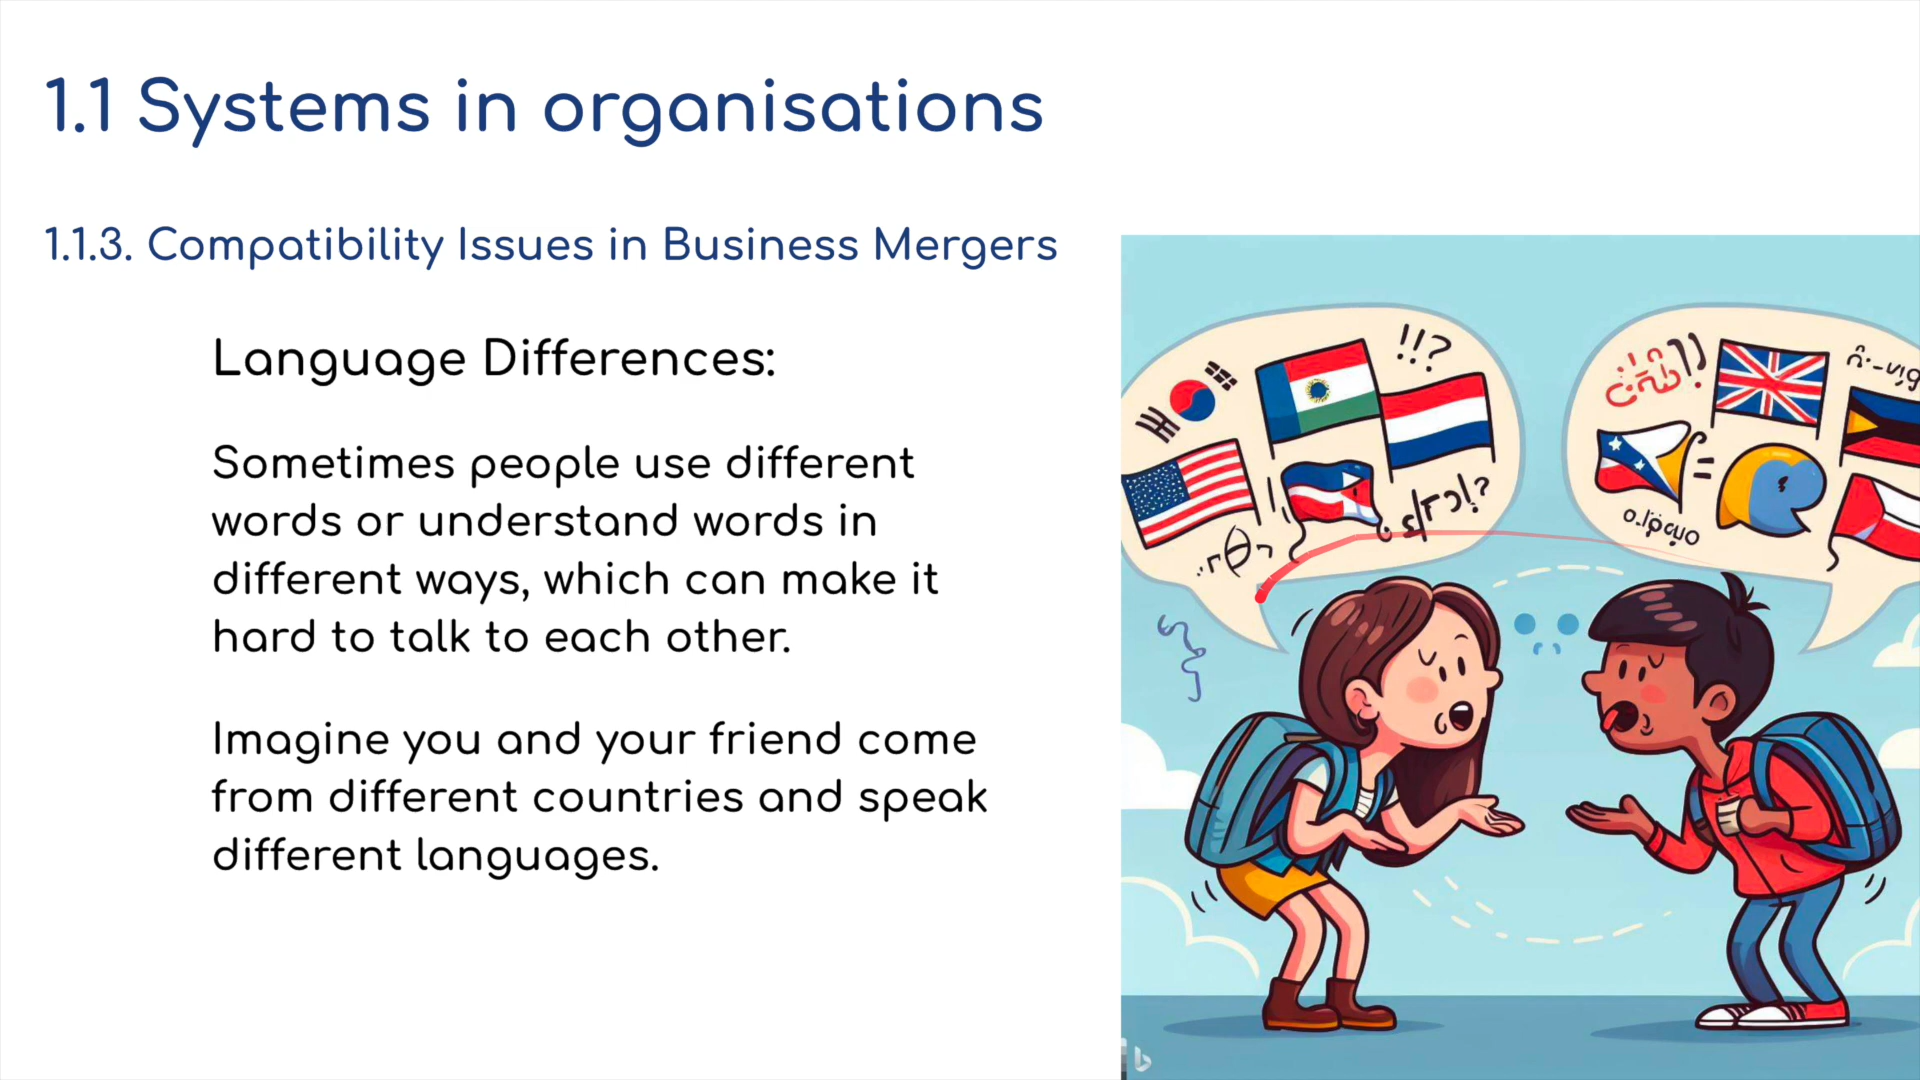 1.1 Systems in organisations
1.1.3. Compatibility Issues in Business Mergers
Language Differences:
Sometimes people use different
words or understand words in
different ways, which can make it
hard to talk to each other.
Imagine you and your friend come
from different countries and speak
different languages.
!!?